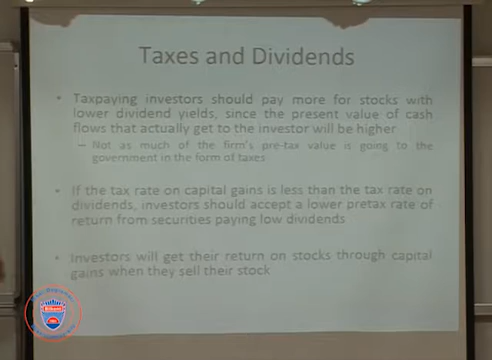 Taxes and Dividends
• Taxpaying investors should pay more for stocks with
lower dividend yields, since the present value of cash
flows that actually get to the investor will be higher
– Not as much of the firm's pre-tax value is going to the
government in the form of taxes
• If the tax rate on capital gains is less than the tax rate on
dividends, investors should accept a lower pretax rate of
return from securities paying low dividends
• Investors will get their return on stocks through capital
gains when they sell their stock